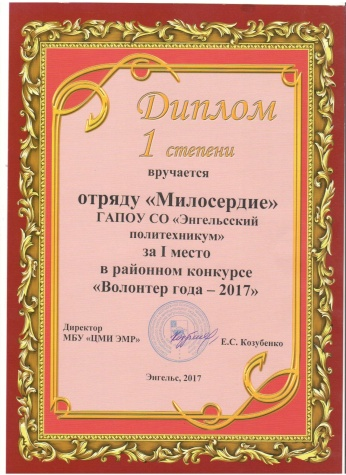 Диплом
1 степени
вручается
отряду «Милосердие»
ГАПОУ СО «Энгельсский
политехникум»
за I место
в районном конкурсе
«Волонтер года – 2017»
Директор
МБУ «ЦМИ ЭМР»
Е.С. Козубенко
Энгельс, 2017